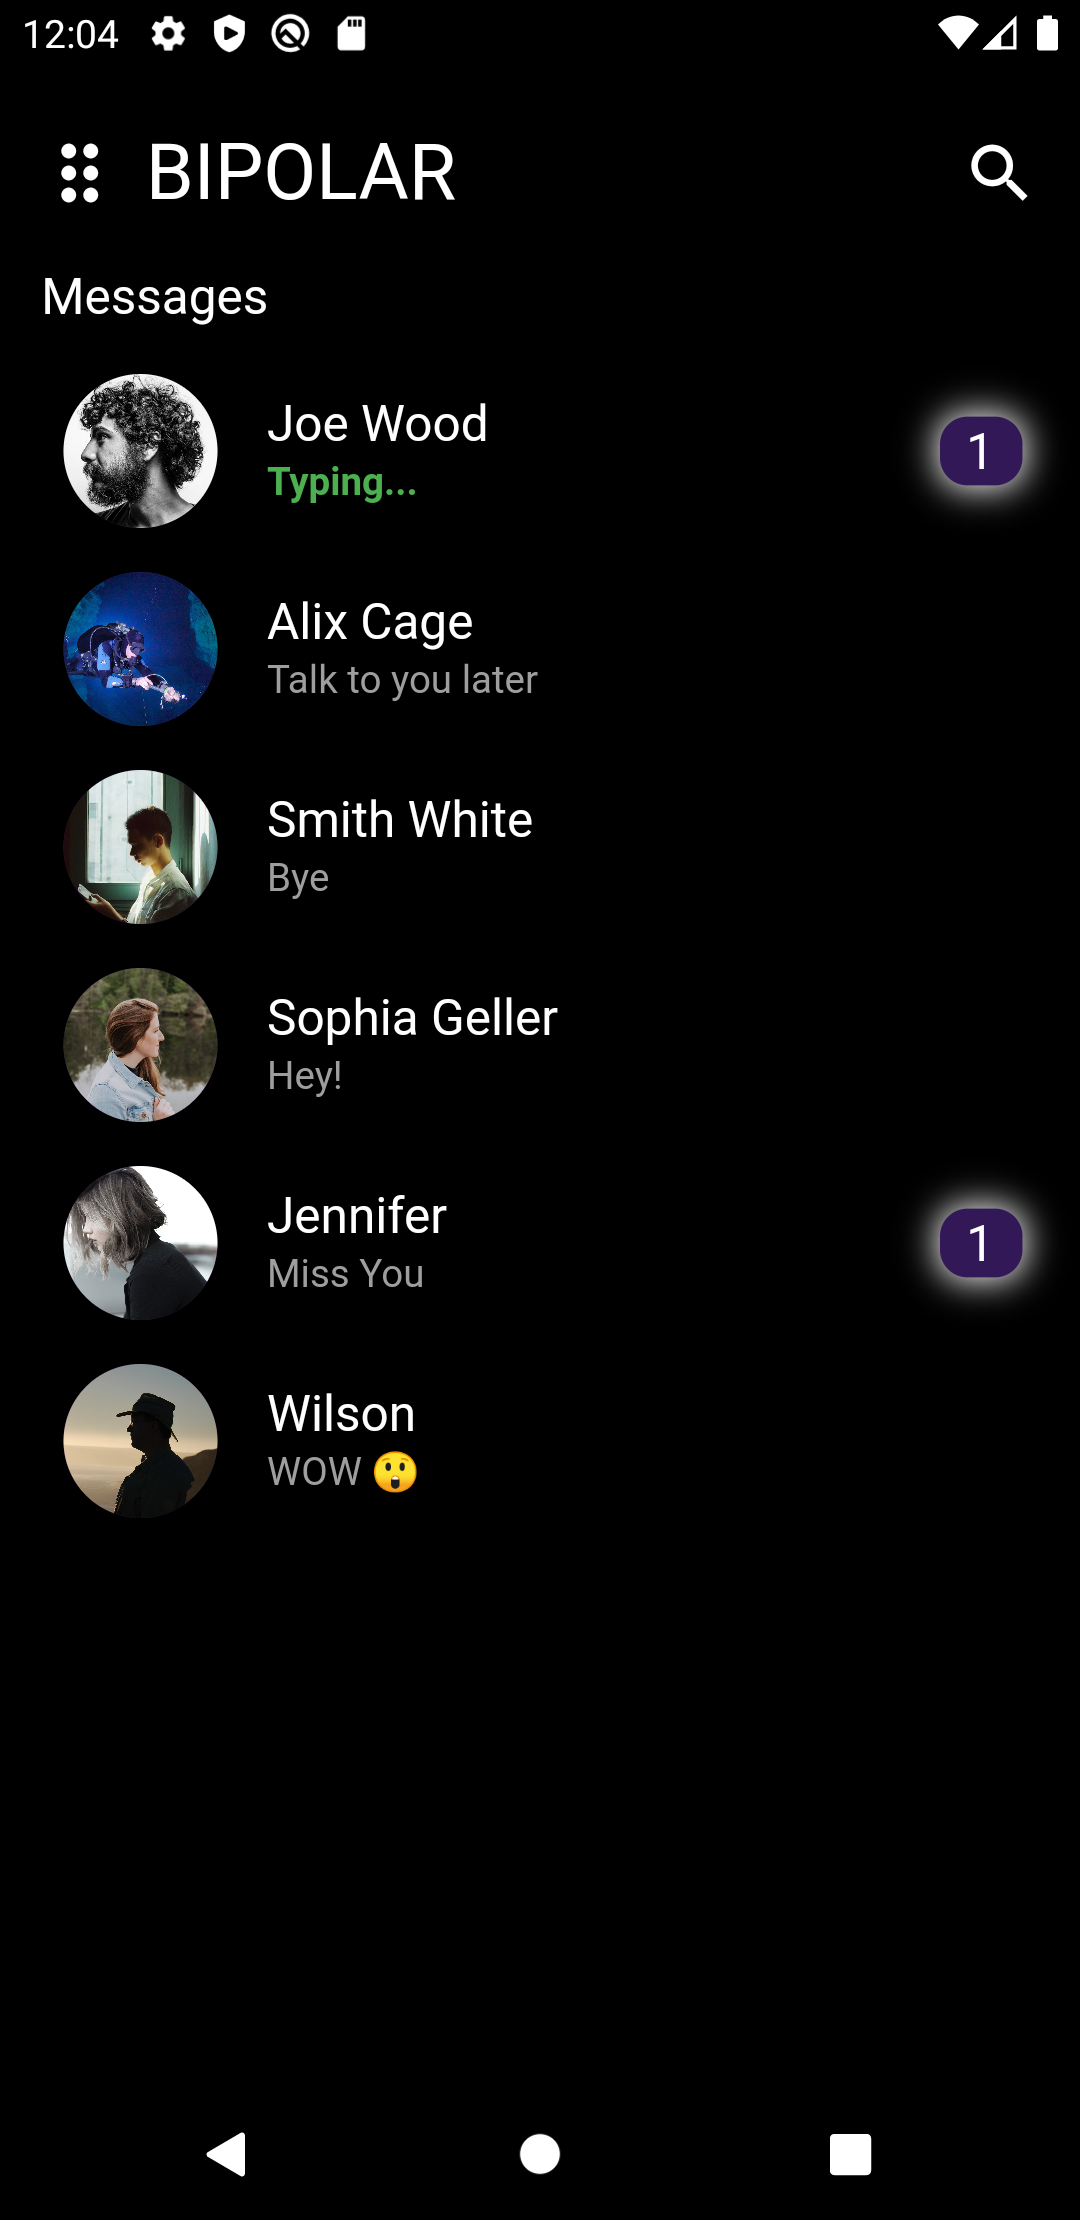 12:04
BIPOLAR
Messages
Joe Wood
Typing...
1
Alix Cage
Talk to you later
Smith White
Bye
Sophia Geller
Hey!
Jennifer
Miss You
1
Wilson
WOW 😲